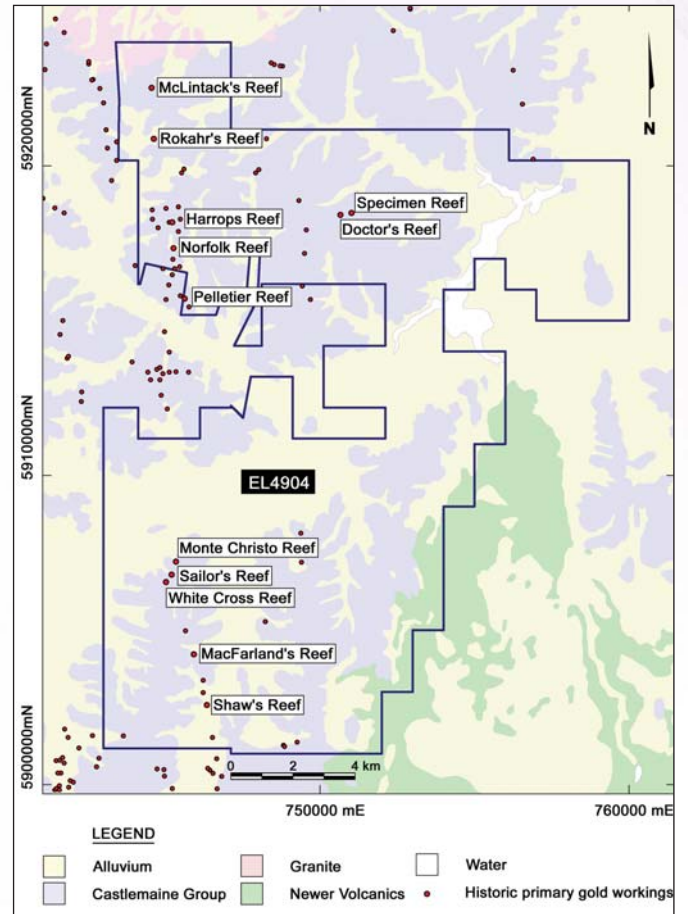 McLintack's Reef
N
Rokahr's Reef
5920000mN
Specimen Reef
Harrops Reef
Doctor's Reef
Norfolk Reef
Pelletier Reef
5910000mN
EL4904
Monte Christo Reef
Sailor's Reef
White Cross Reef
MacFarland's Reef
Shaw's Reef
5900000mN
0 2 4 km
750000 mE 760000 mE
LEGEND
Alluvium Granite Water
Castlemaine Group Newer Volcanics Historic primary gold workings